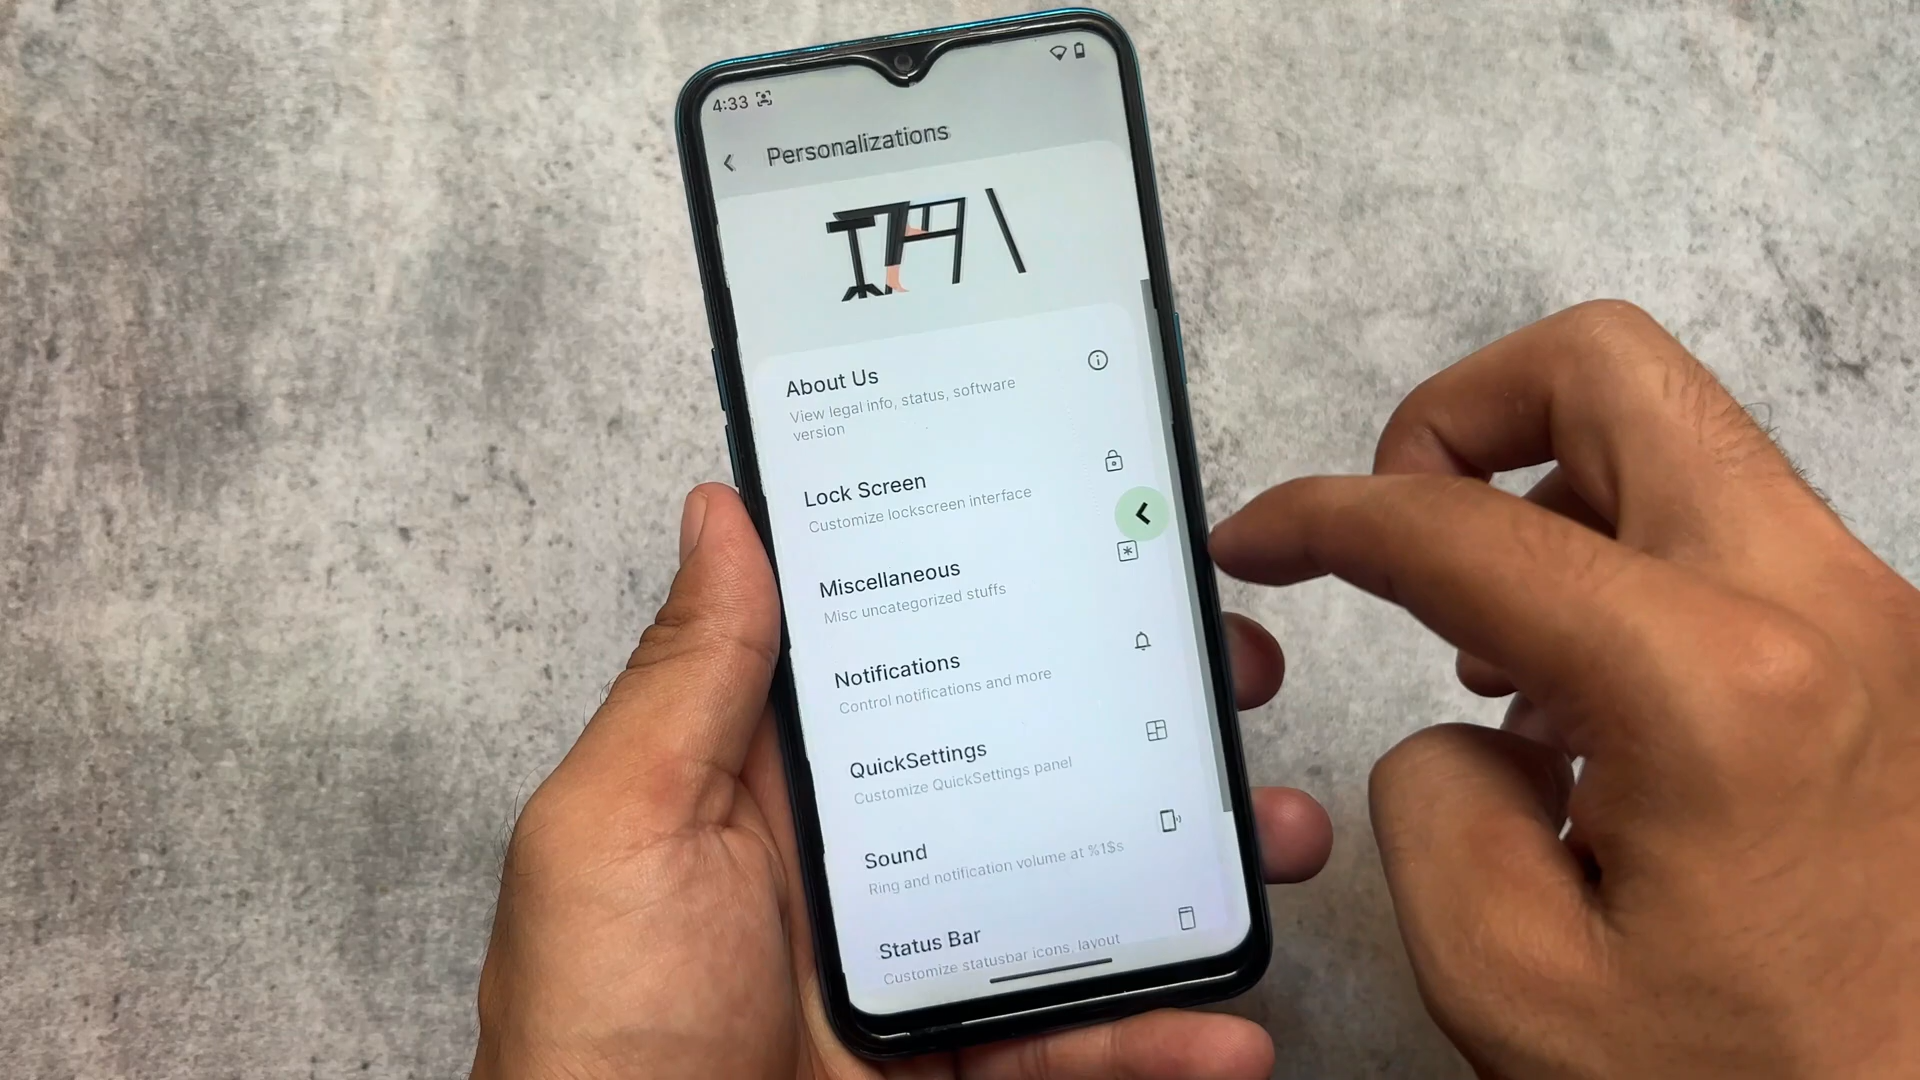 4:33
Personalizations
About Us
View legal info, status, software
version
Lock Screen
Customize lockscreen interface
Miscellaneous
Misc uncategorized stuffs
Notifications
Control notifications and more
QuickSettings
Customize QuickSettings panel
Sound
Ring and notification volume at %1$s
Status Bar
Customize statusbar icons, layout